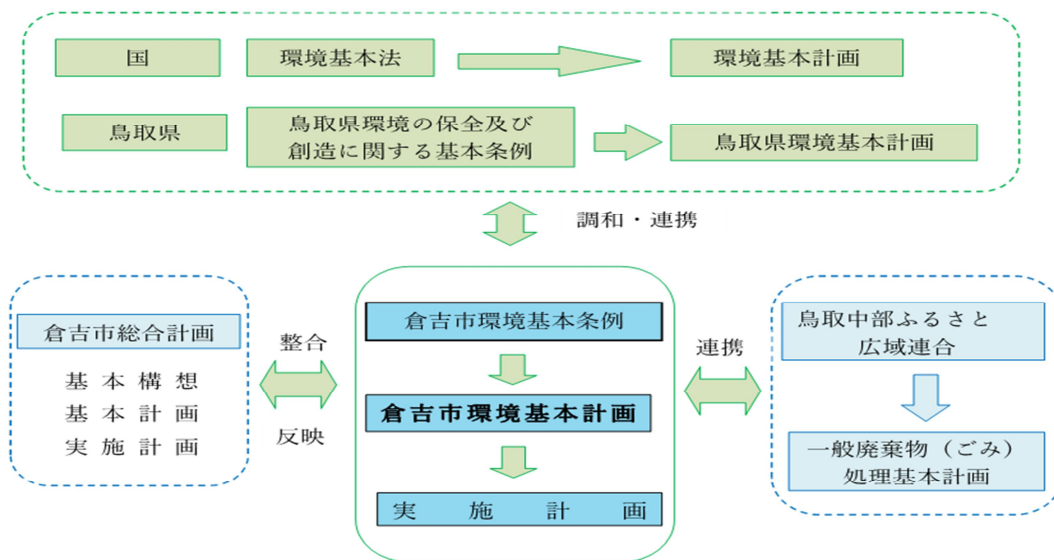 国
環境基本法
環境基本計画
鳥取県
鳥取県環境の保全及び
創造に関する基本条例
鳥取県環境基本計画
調和・連携
倉吉市総合計画
基本構想
基本計画
実施計画
整合
反映
倉吉市環境基本条例
倉吉市環境基本計画
実施計画
連携
鳥取中部ふるさと
広域連合
一般廃棄物（ごみ）
処理基本計画